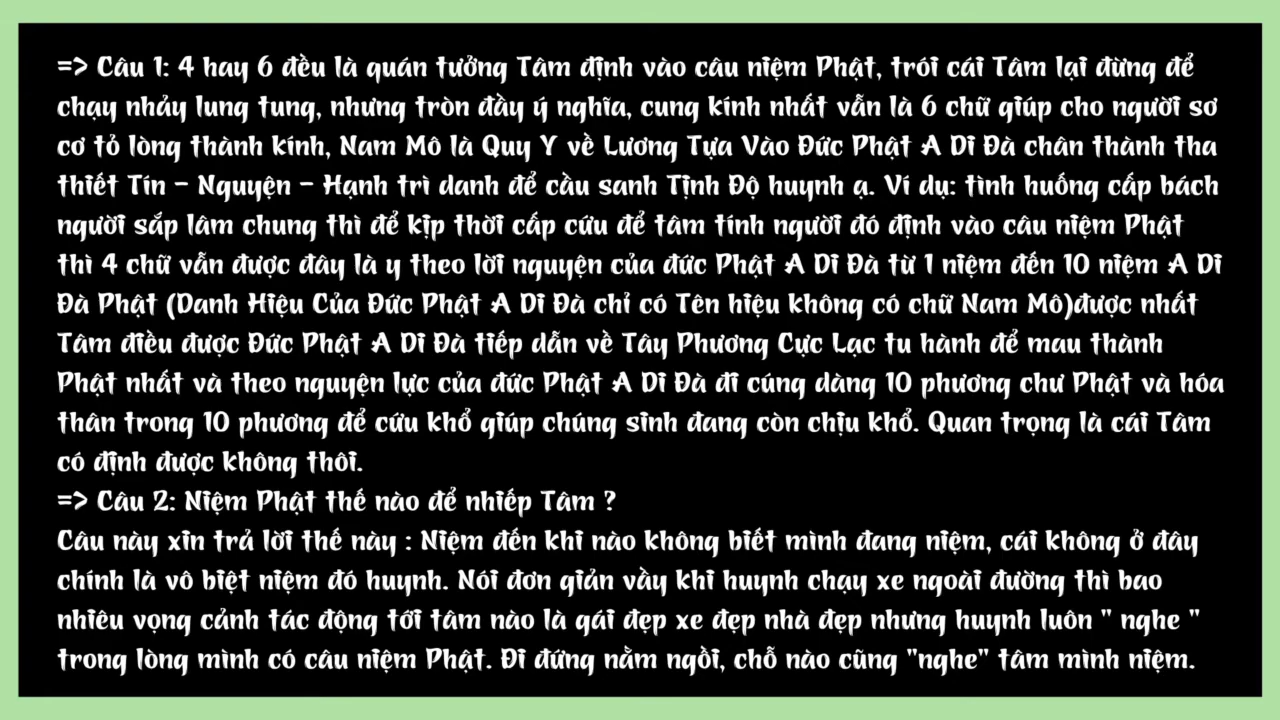 => Câu 1: 4 hay 6 đều là quán tưởng Tâm định vào câu niệm Phật, trói cái Tâm lại đừng để
chạy nhảy lung tung, nhưng tròn đầy ý nghĩa, cung kính nhất vẫn là 6 chữ giúp cho người sơ
cơ tỏ lòng thành kính, Nam Mô là Quy Y về Lương Tựa Vào Đức Phật A Di Đà chân thành tha
thiết Tín – Nguyện – Hạnh trì danh để cầu sanh Tịnh Độ huynh ạ. Ví dụ: tình huống cấp bách
người sắp lâm chung thì để kịp thời cấp cứu để tâm tính người đó định vào câu niệm Phật
thì 4 chữ vẫn được đây là y theo lời nguyện của đức Phật A Di Đà từ 1 niệm đến 10 niệm A Di
Đà Phật (Danh Hiệu Của Đức Phật A Di Đà chỉ có Tên hiệu không có chữ Nam Mô)được nhất
Tâm điều được Đức Phật A Di Đà tiếp dẫn về Tây Phương Cực Lạc tu hành để mau thành
Phật nhất và theo nguyện lực của đức Phật A Di Đà đi cúng dàng 10 phương chư Phật và hóa
thân trong 10 phương để cứu khổ giúp chúng sinh đang còn chịu khổ. Quan trọng là cái Tâm
có định được không thôi.
=> Câu 2: Niệm Phật thế nào để nhiếp Tâm ?
Câu này xin trả lời thế này : Niệm đến khi nào không biết mình đang niệm, cái không ở đây
chính là vô biệt niệm đó huynh. Nói đơn giản vầy khi huynh chạy xe ngoài đường thì bao
nhiêu vọng cảnh tác động tới tâm nào là gái đẹp xe đẹp nhà đẹp nhưng huynh luôn " nghe "
trong lòng mình có câu niệm Phật. Đi đứng nằm ngồi, chỗ nào cũng "nghe" tâm mình niệm.